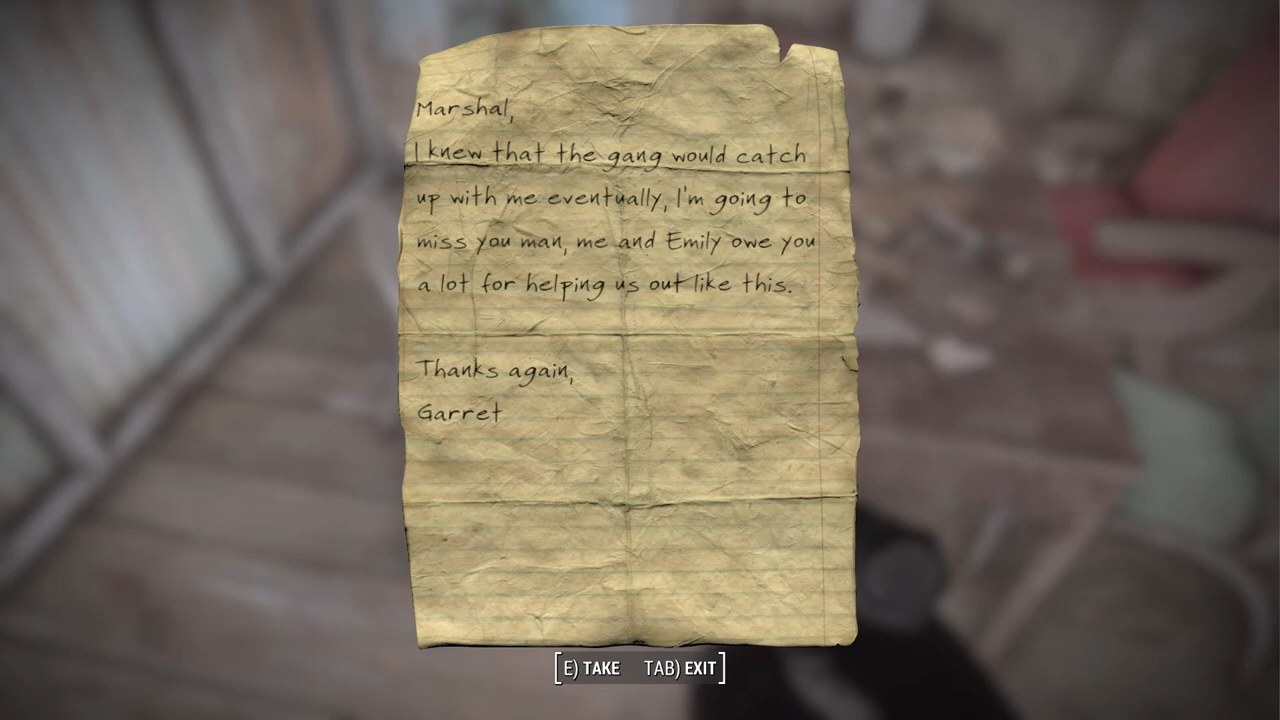 Marshal,
I knew that the gang would catch
up with me eventually, I'm going to
miss you man, me and Emily owe you
a lot for helping us out like this.
Thanks again,
Garret
E) TAKE TAB) EXIT